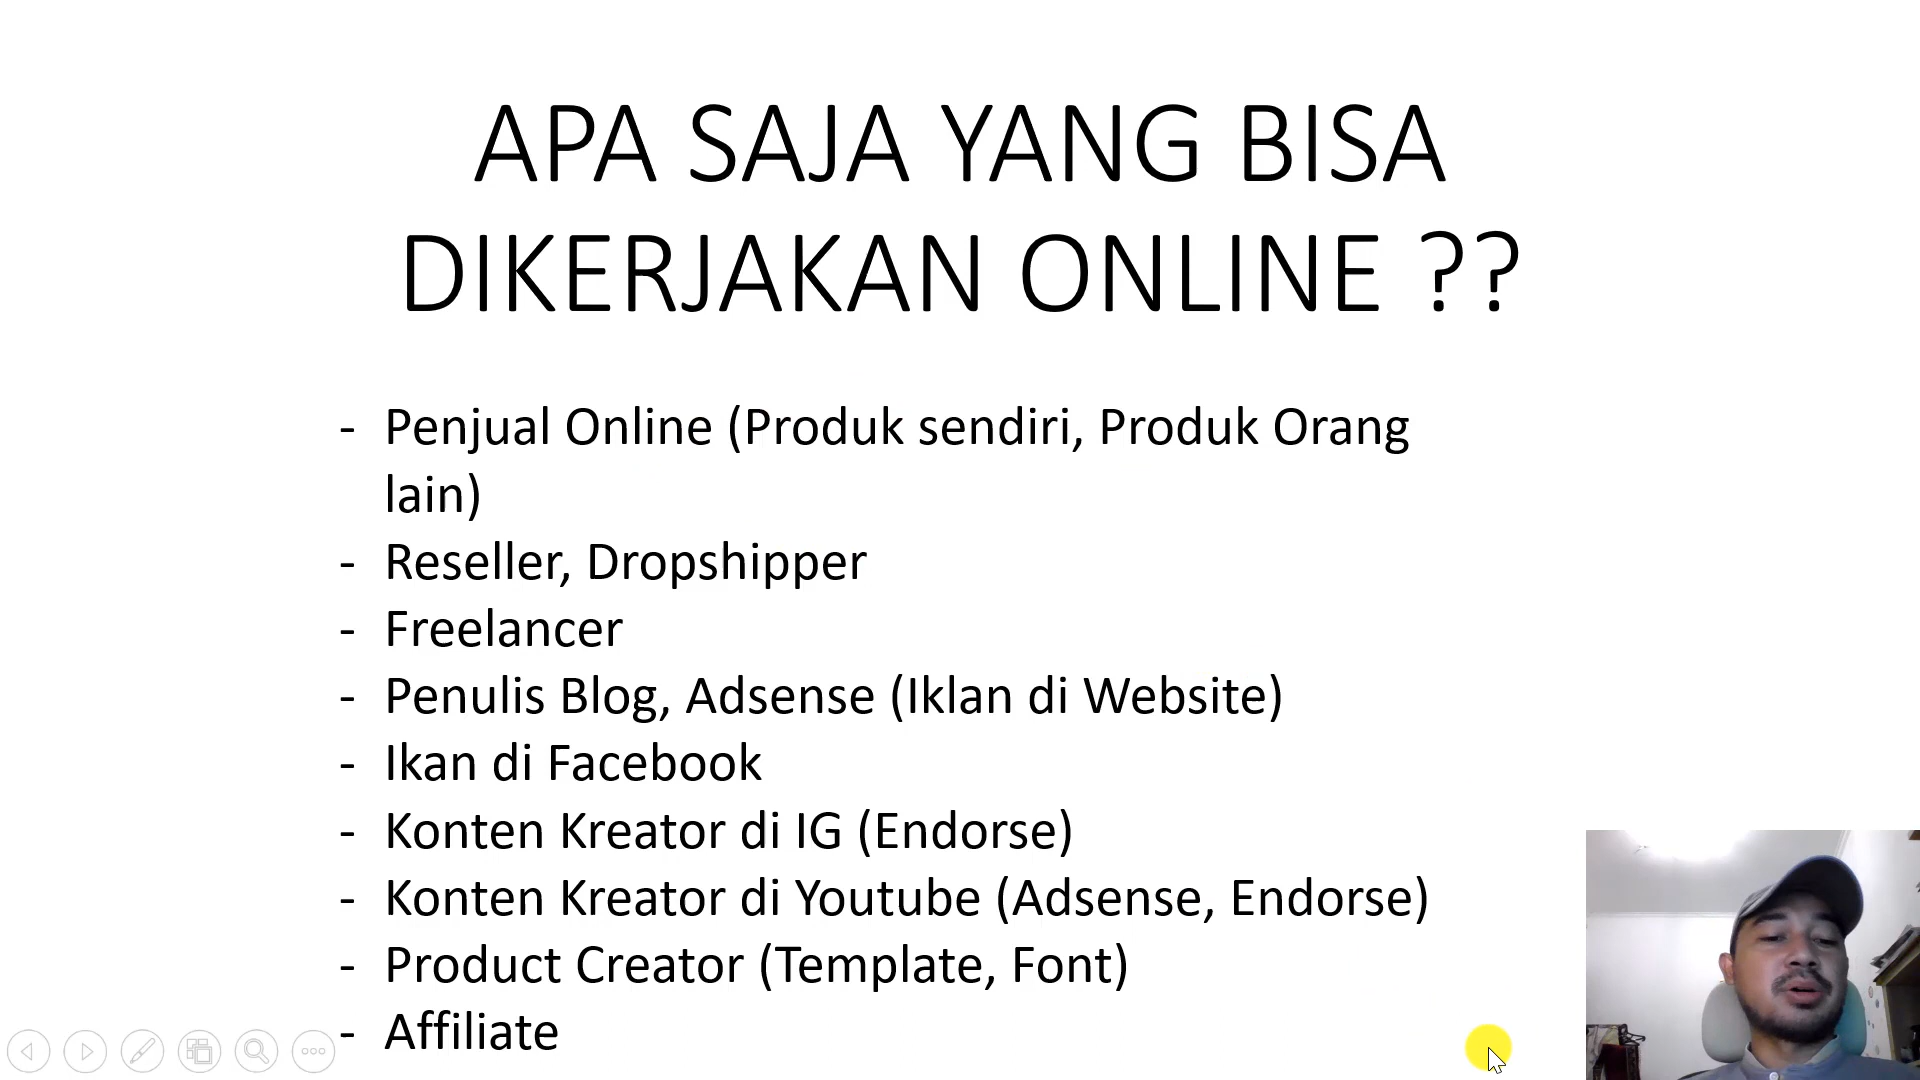 APA SAJA YANG BISA
DIKERJAKAN ONLINE ??
- Penjual Online (Produk sendiri, Produk Orang
lain)
- Reseller, Dropshipper
- Freelancer
- Penulis Blog, Adsense (Iklan di Website)
- Ikan di Facebook
- Konten Kreator di IG (Endorse)
- Konten Kreator di Youtube (Adsense, Endorse)
- Product Creator (Template, Font)
- Affiliate